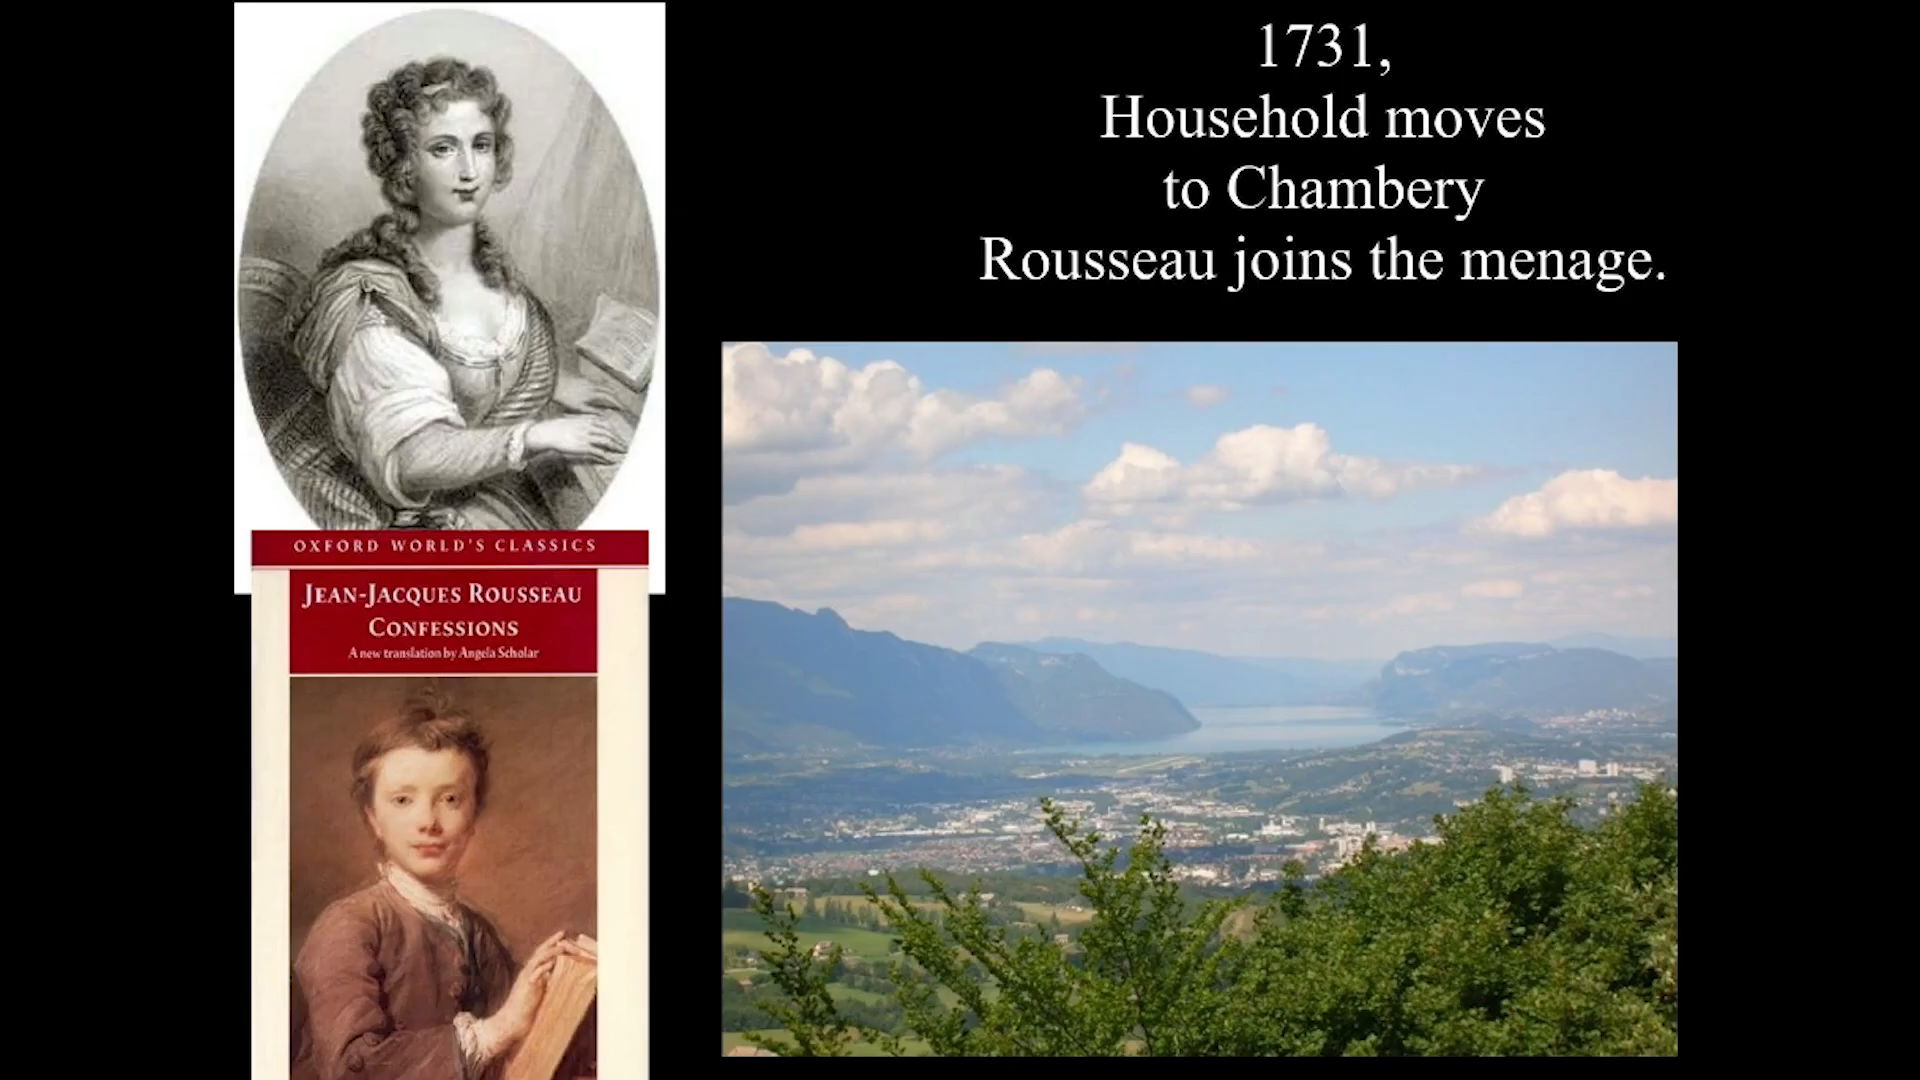 1731,
Household moves
to Chambery
Rousseau joins the menage.
OXFORD WORLD'S CLASSICS
JEAN-JACQUES ROUSSEAU
CONFESSIONS
A new translation by Angela Scholar